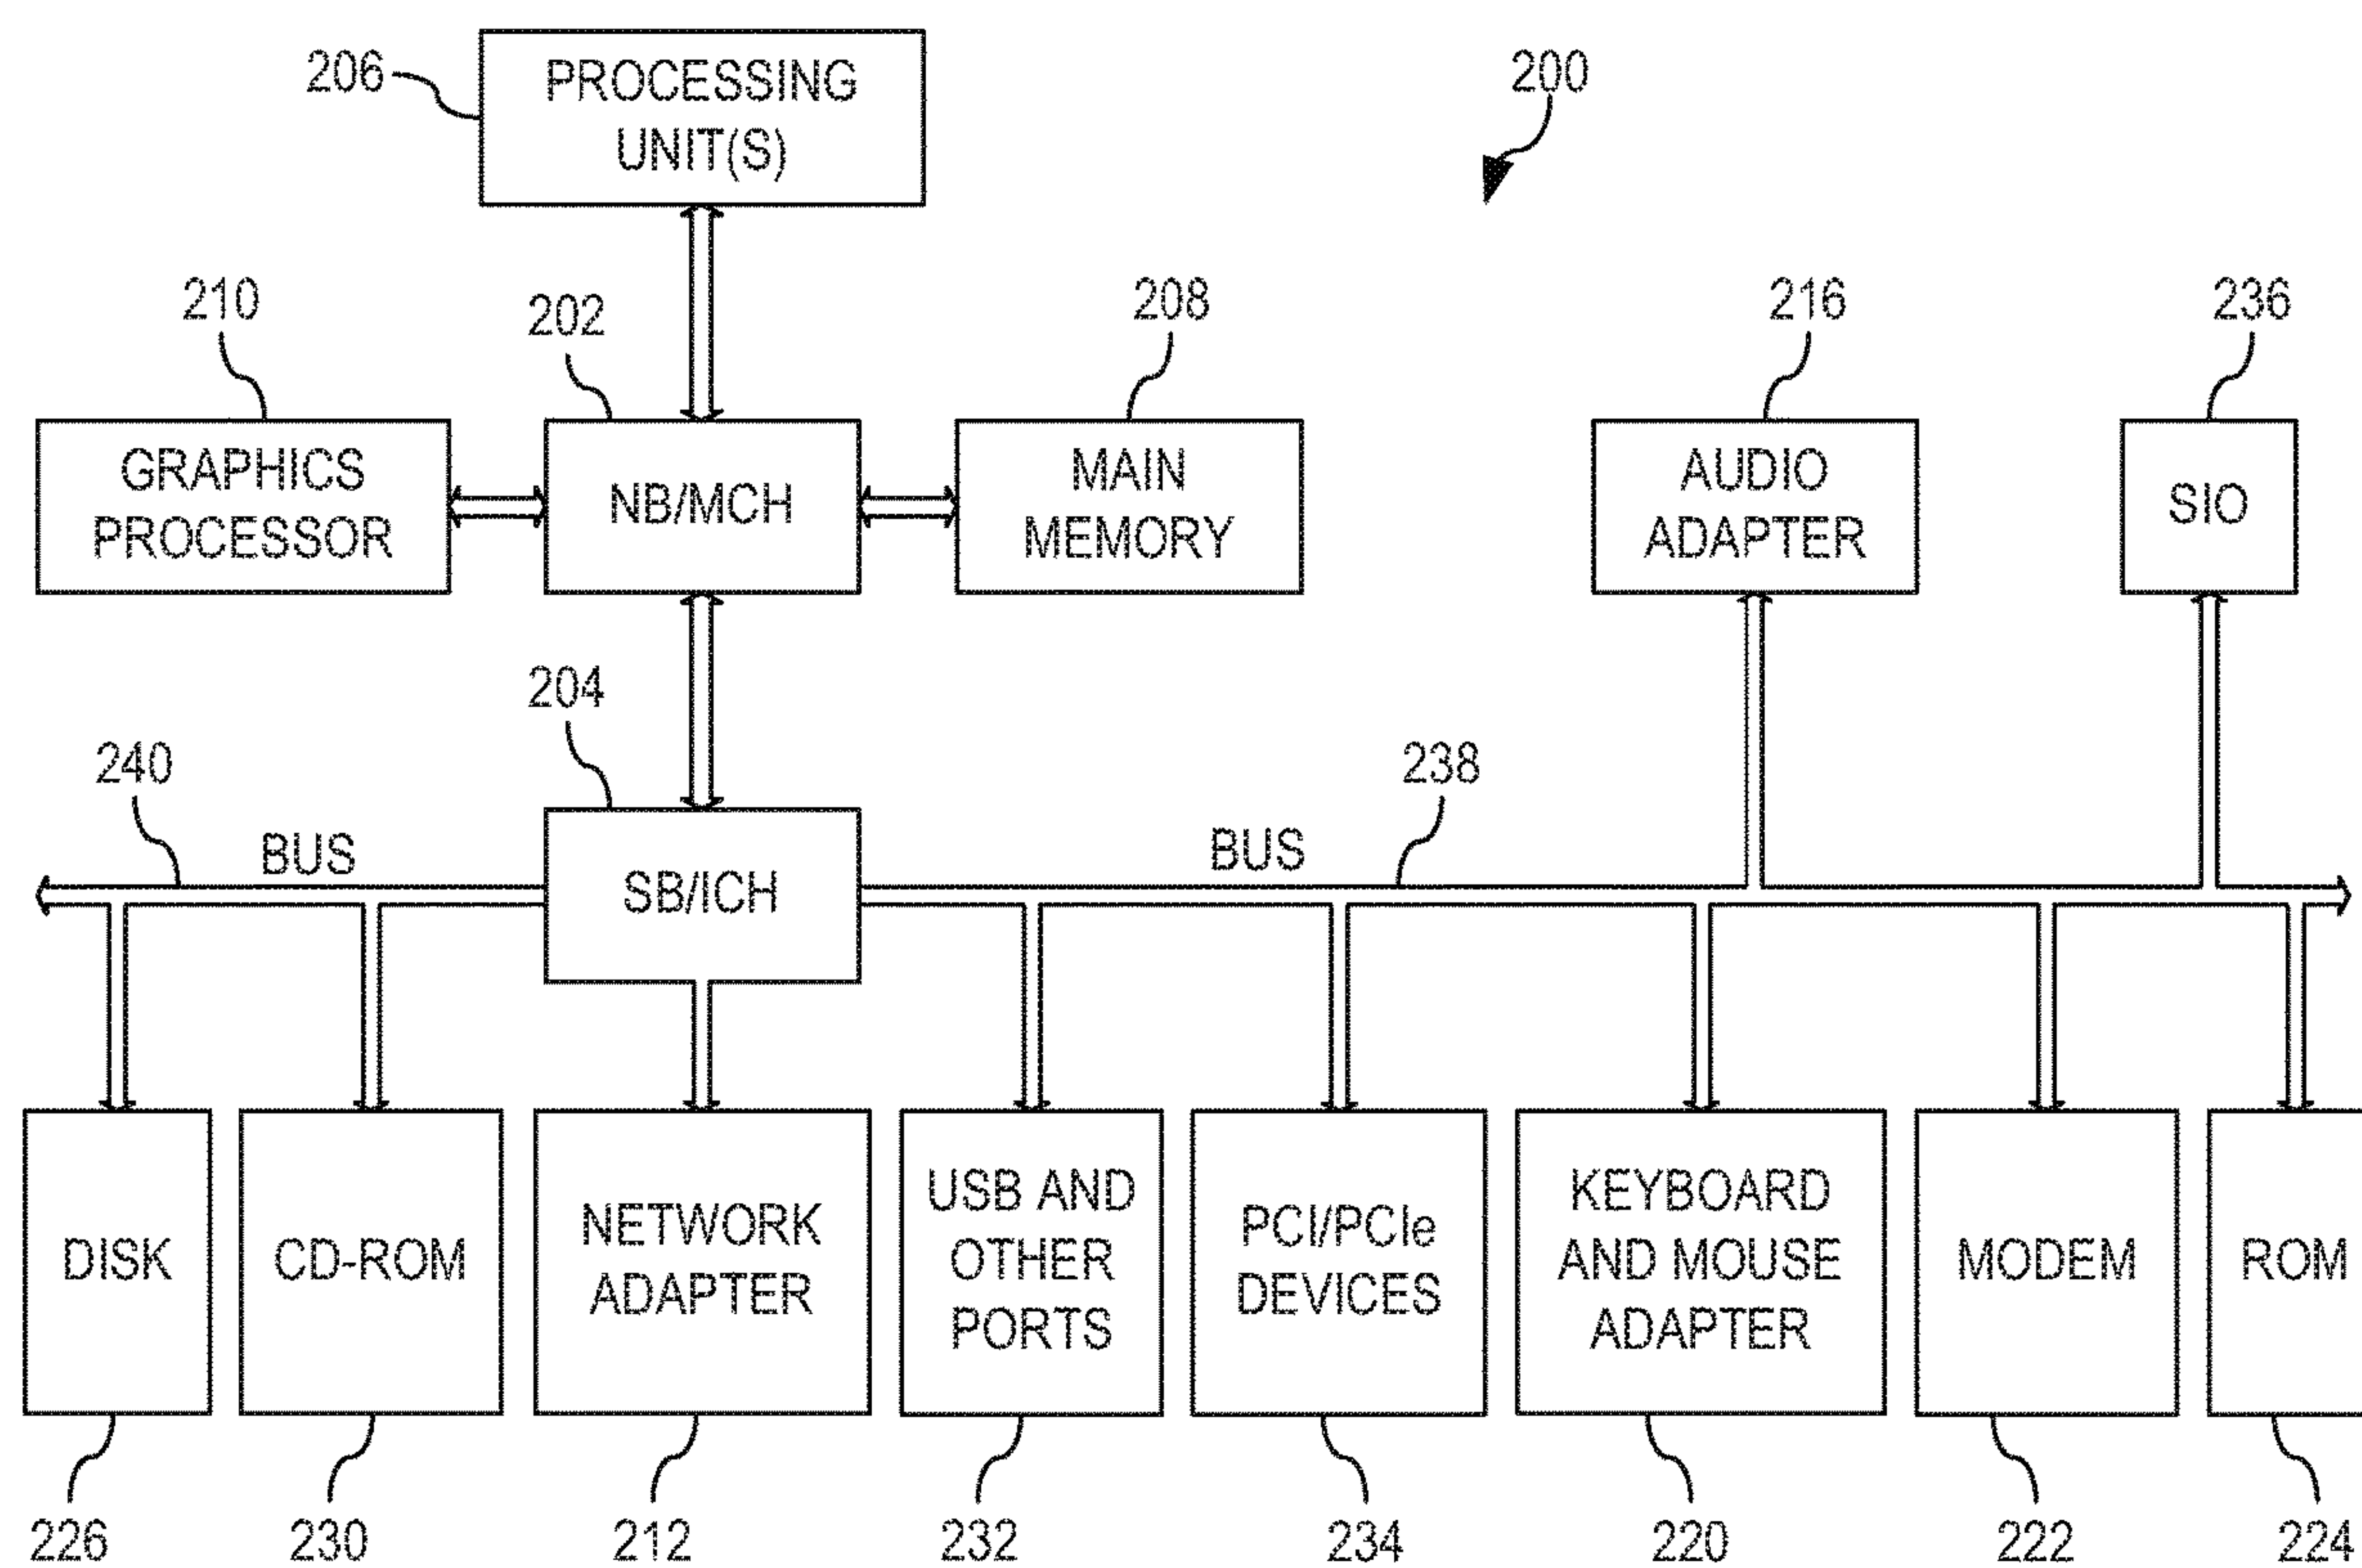 206
PROCESSING
UNIT(S)
200
210
202
208
216
236
GRAPHICS
PROCESSOR
NB/MCH
MAIN
MEMORY
AUDIO
ADAPTER
SIO
204
240
238
BUS
BUS
SB/ICH
DISK
CD-ROM
NETWORK
ADAPTER
USB AND
OTHER
PORTS
PCI/PCIe
DEVICES
KEYBOARD
AND MOUSE
ADAPTER
MODEM
ROM
226
230
212
232
234
220
222
224